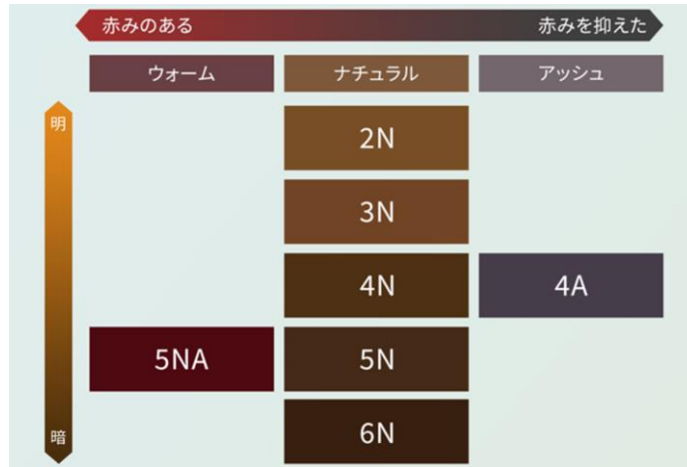 赤みのある 赤みを抑えた
ウォーム ナチュラル アッシュ
明
2N
3N
4N 4A
5NA 5N
6N
暗